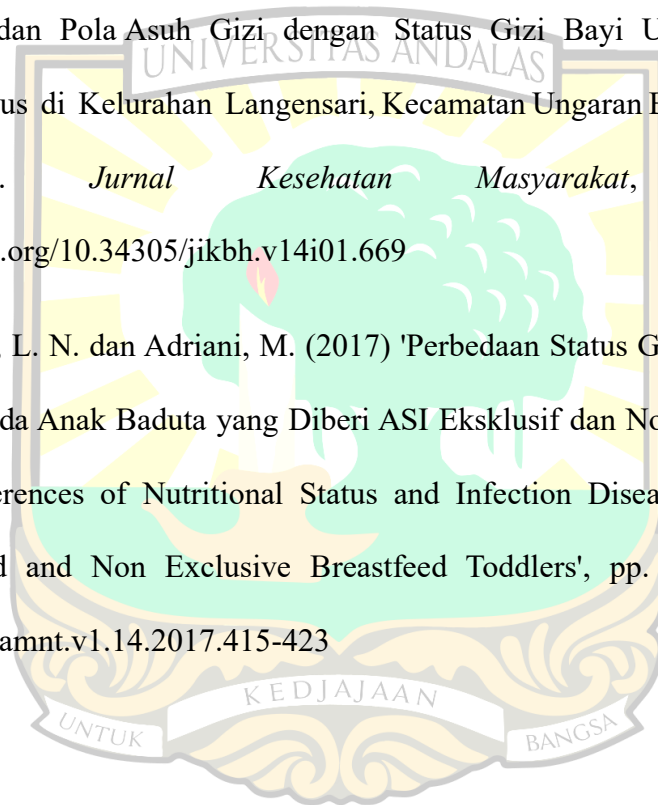 dan Pola Asuh Gizi dengan Status Gizi Bayi U
UNIVERSITAS ANDALAS
us di Kelurahan Langensari, Kecamatan Ungaran
. Jurnal Kesehatan Masyarakat,
.org/10.34305/jikbh.v14i01.669
, L. N. dan Adriani, M. (2017) 'Perbedaan Status G
da Anak Baduta yang Diberi ASI Eksklusif dan No
erences of Nutritional Status and Infection Disea
d and Non Exclusive Breastfeed Toddlers', pp.
amnt.v1.14.2017.415-423
KEDJAJAAN
UNTUK BANGSA